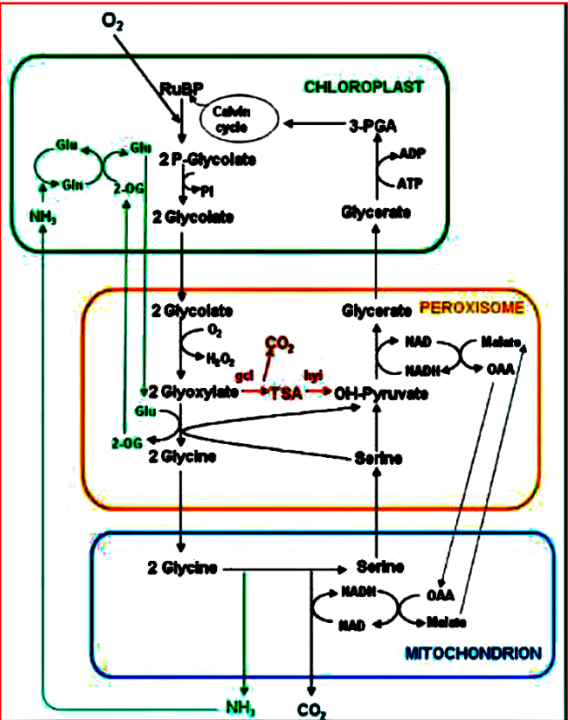 O2
RuBP
CHLOROPLAST
Calvin
cycle
3-PGA
Glu
Glu
2 P-Glycolate
ADP
Gln
2-OG
Pi
ATP
NH3
2 Glycolate
Glycerate
2 Glycolate
Glycerate
PEROXISOME
O2
CO2
NAD
Malate
H2O2
gcl
hyi
NADH
OAA
2 Glyoxylate
TSA
OH-Pyruvate
Glu
2-OG
2 Glycine
Serine
2 Glycine
Serine
NADH
OAA
NAD
Malate
MITOCHONDRION
NH3
CO2